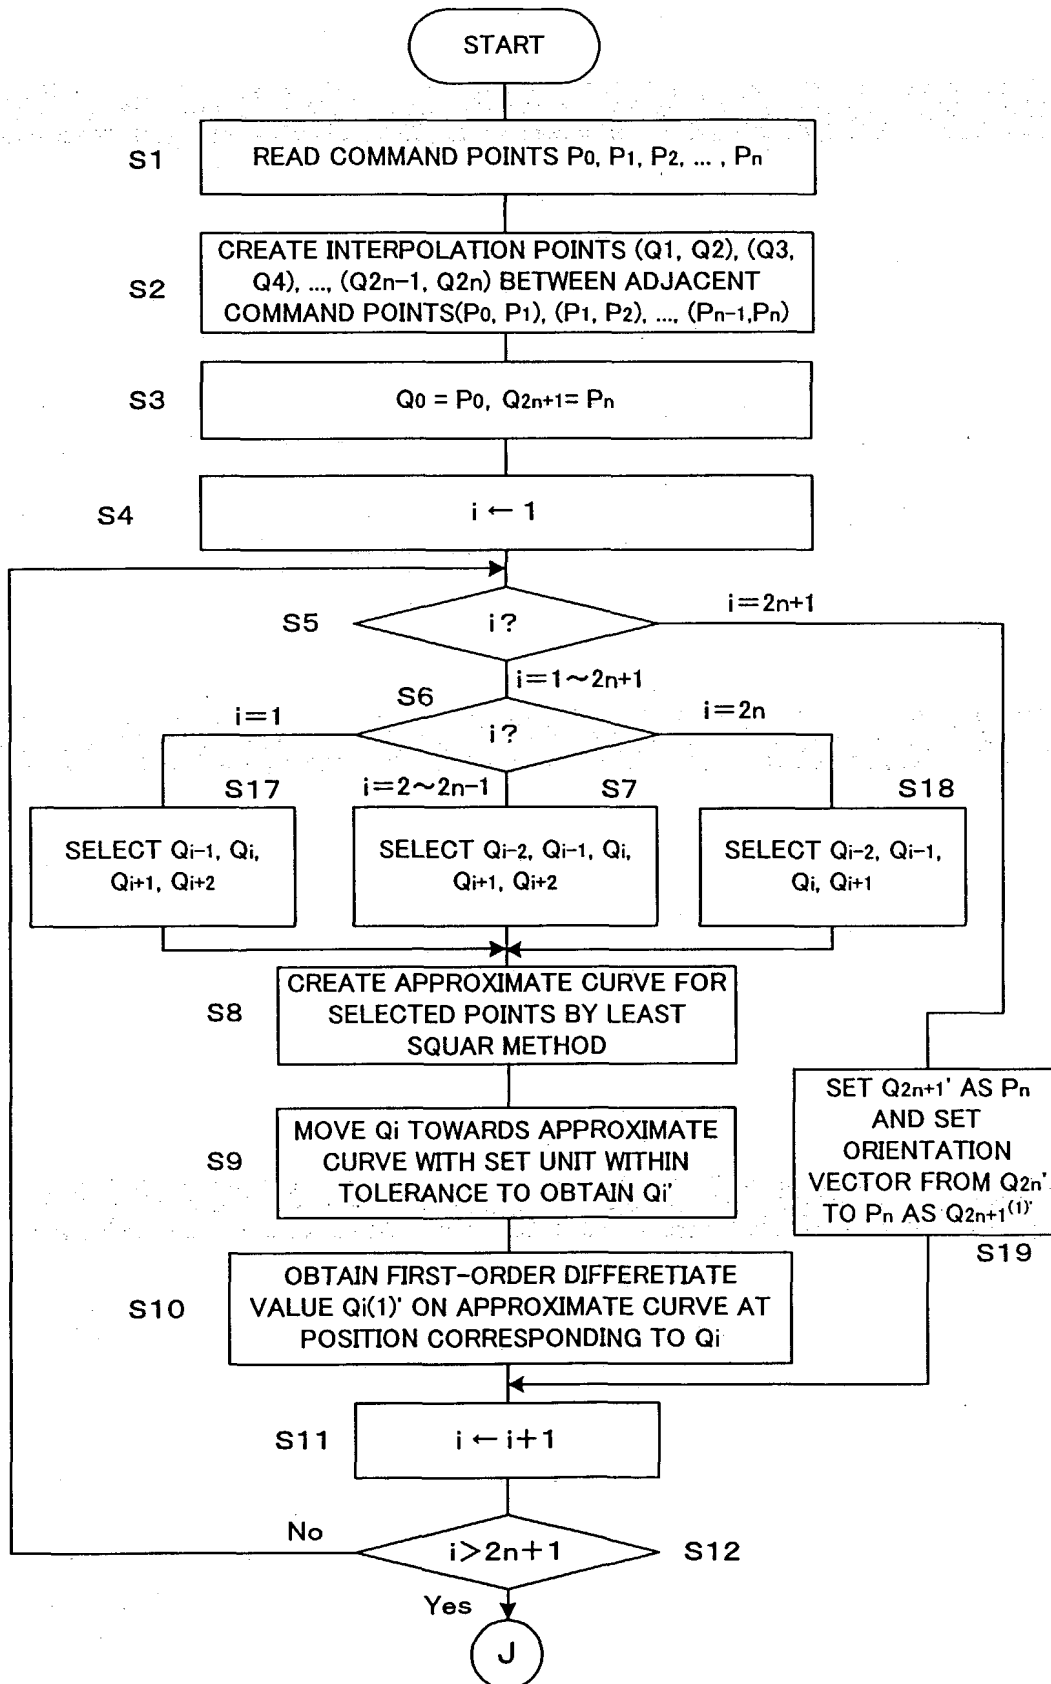 START
S1
READ COMMAND POINTS P0, P1, P2, ... , Pn
S2
CREATE INTERPOLATION POINTS (Q1, Q2), (Q3,
Q4), ..., (Q2n-1, Q2n) BETWEEN ADJACENT
COMMAND POINTS(P0, P1), (P1, P2), ..., (Pn-1,Pn)
S3
Q0 = P0, Q2n+1= Pn
S4
i ← 1
S5
i?
i=2n+1
i=1~2n+1
S6
i?
i=1
i=2n
i=2~2n-1
S17
SELECT Qi-1, Qi,
Qi+1, Qi+2
S7
SELECT Qi-2, Qi-1, Qi,
Qi+1, Qi+2
S18
SELECT Qi-2, Qi-1,
Qi, Qi+1
S8
CREATE APPROXIMATE CURVE FOR
SELECTED POINTS BY LEAST
SQUAR METHOD
S9
MOVE Qi TOWARDS APPROXIMATE
CURVE WITH SET UNIT WITHIN
TOLERANCE TO OBTAIN Qi'
SET Q2n+1' AS Pn
AND SET
ORIENTATION
VECTOR FROM Q2n'
TO Pn AS Q2n+1(1)'
S19
S10
OBTAIN FIRST-ORDER DIFFERETIATE
VALUE Qi(1)' ON APPROXIMATE CURVE AT
POSITION CORRESPONDING TO Qi
S11
i ← i+1
S12
i>2n+1
No
Yes
J